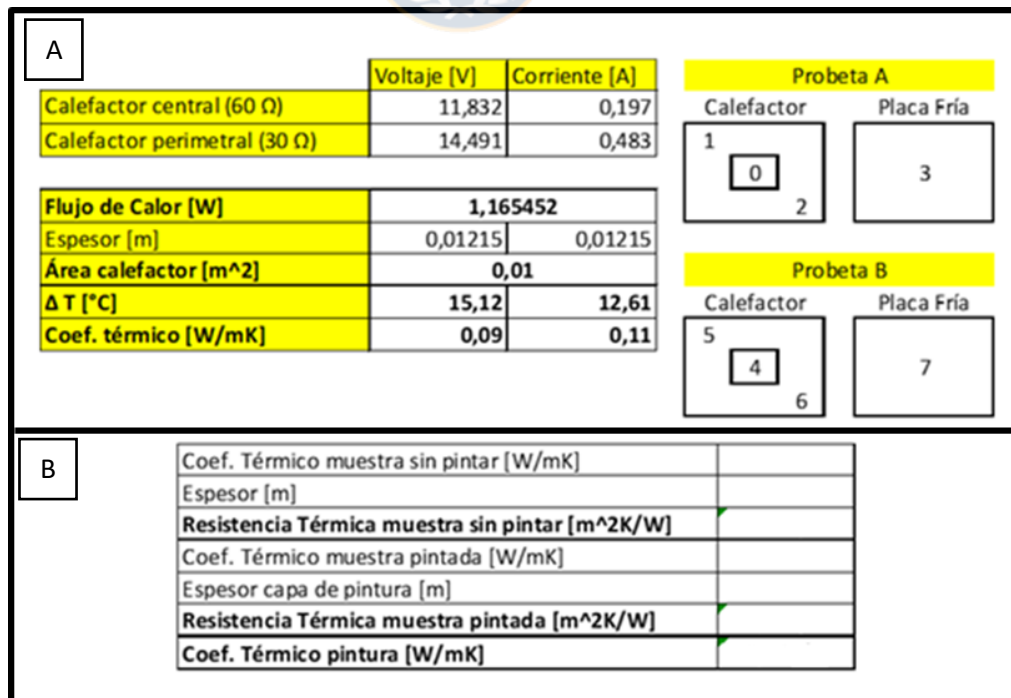 A
Voltaje [V] Corriente [A]
Calefactor central (60 Ω) 11,832 0,197
Calefactor perimetral (30 Ω) 14,491 0,483
Flujo de Calor [W] 1,165452
Espesor [m] 0,01215 0,01215
Área calefactor [m^2] 0,01
Δ T [°C] 15,12 12,61
Coef. térmico [W/mK] 0,09 0,11
Probeta A
Calefactor Placa Fría
1
0 3
2
Probeta B
Calefactor Placa Fría
5
4 7
6
B
Coef. Térmico muestra sin pintar [W/mK]
Espesor [m]
Resistencia Térmica muestra sin pintar [m^2K/W]
Coef. Térmico muestra pintada [W/mK]
Espesor capa de pintura [m]
Resistencia Térmica muestra pintada [m^2K/W]
Coef. Térmico pintura [W/mK]